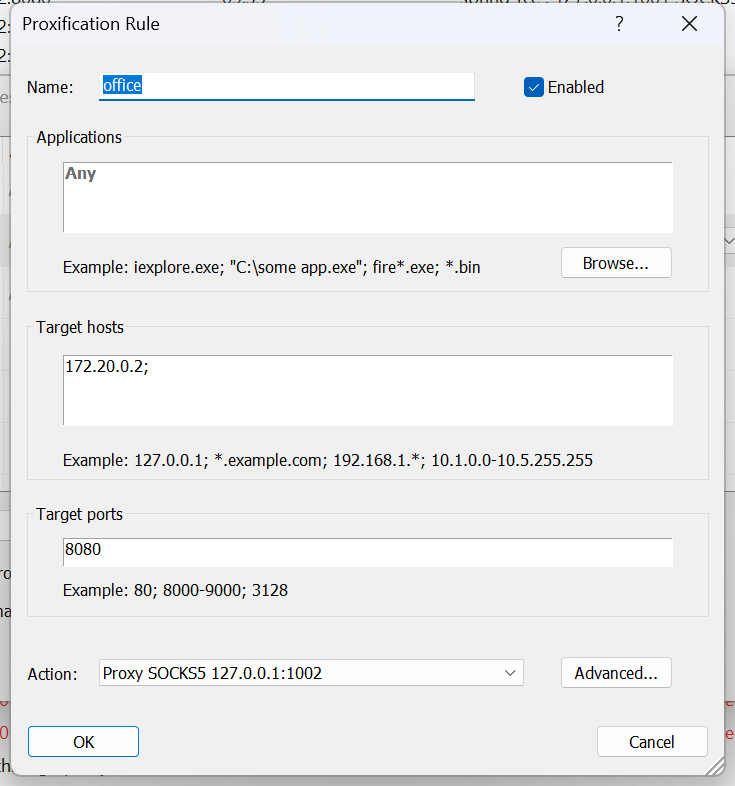 Proxification Rule ?
Name: office Enabled
Applications
Any
Example: iexplore.exe; "C:\some app.exe"; fire*.exe; *.bin Browse...
Target hosts
172.20.0.2;
Example: 127.0.0.1; *.example.com; 192.168.1.*; 10.1.0.0-10.5.255.255
Target ports
8080
Example: 80; 8000-9000; 3128
Action: Proxy SOCKS5 127.0.0.1:1002 Advanced...
OK Cancel